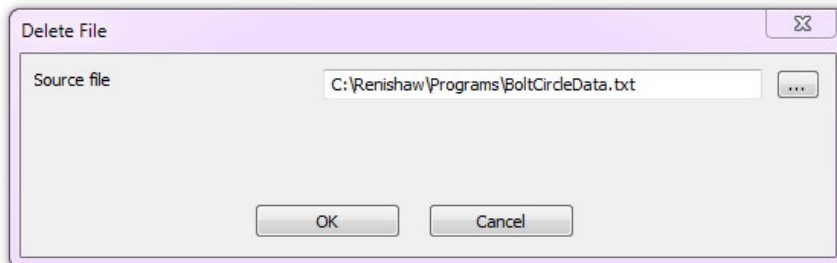 Delete File
Source file C:\Renishaw\Programs\BoltCircleData.txt ...
OK Cancel